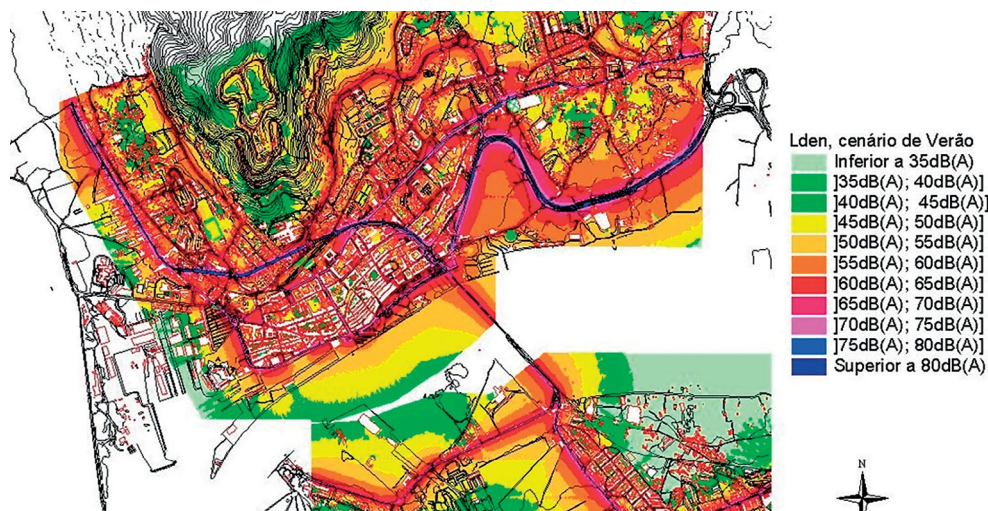 Lden, cenário de Verão
Inferior a 35dB(A)
]35dB(A); 40dB(A)]
]40dB(A); 45dB(A)]
]45dB(A); 50dB(A)]
]50dB(A); 55dB(A)]
]55dB(A); 60dB(A)]
]60dB(A); 65dB(A)]
]65dB(A); 70dB(A)]
]70dB(A); 75dB(A)]
]75dB(A); 80dB(A)]
Superior a 80dB(A)
N